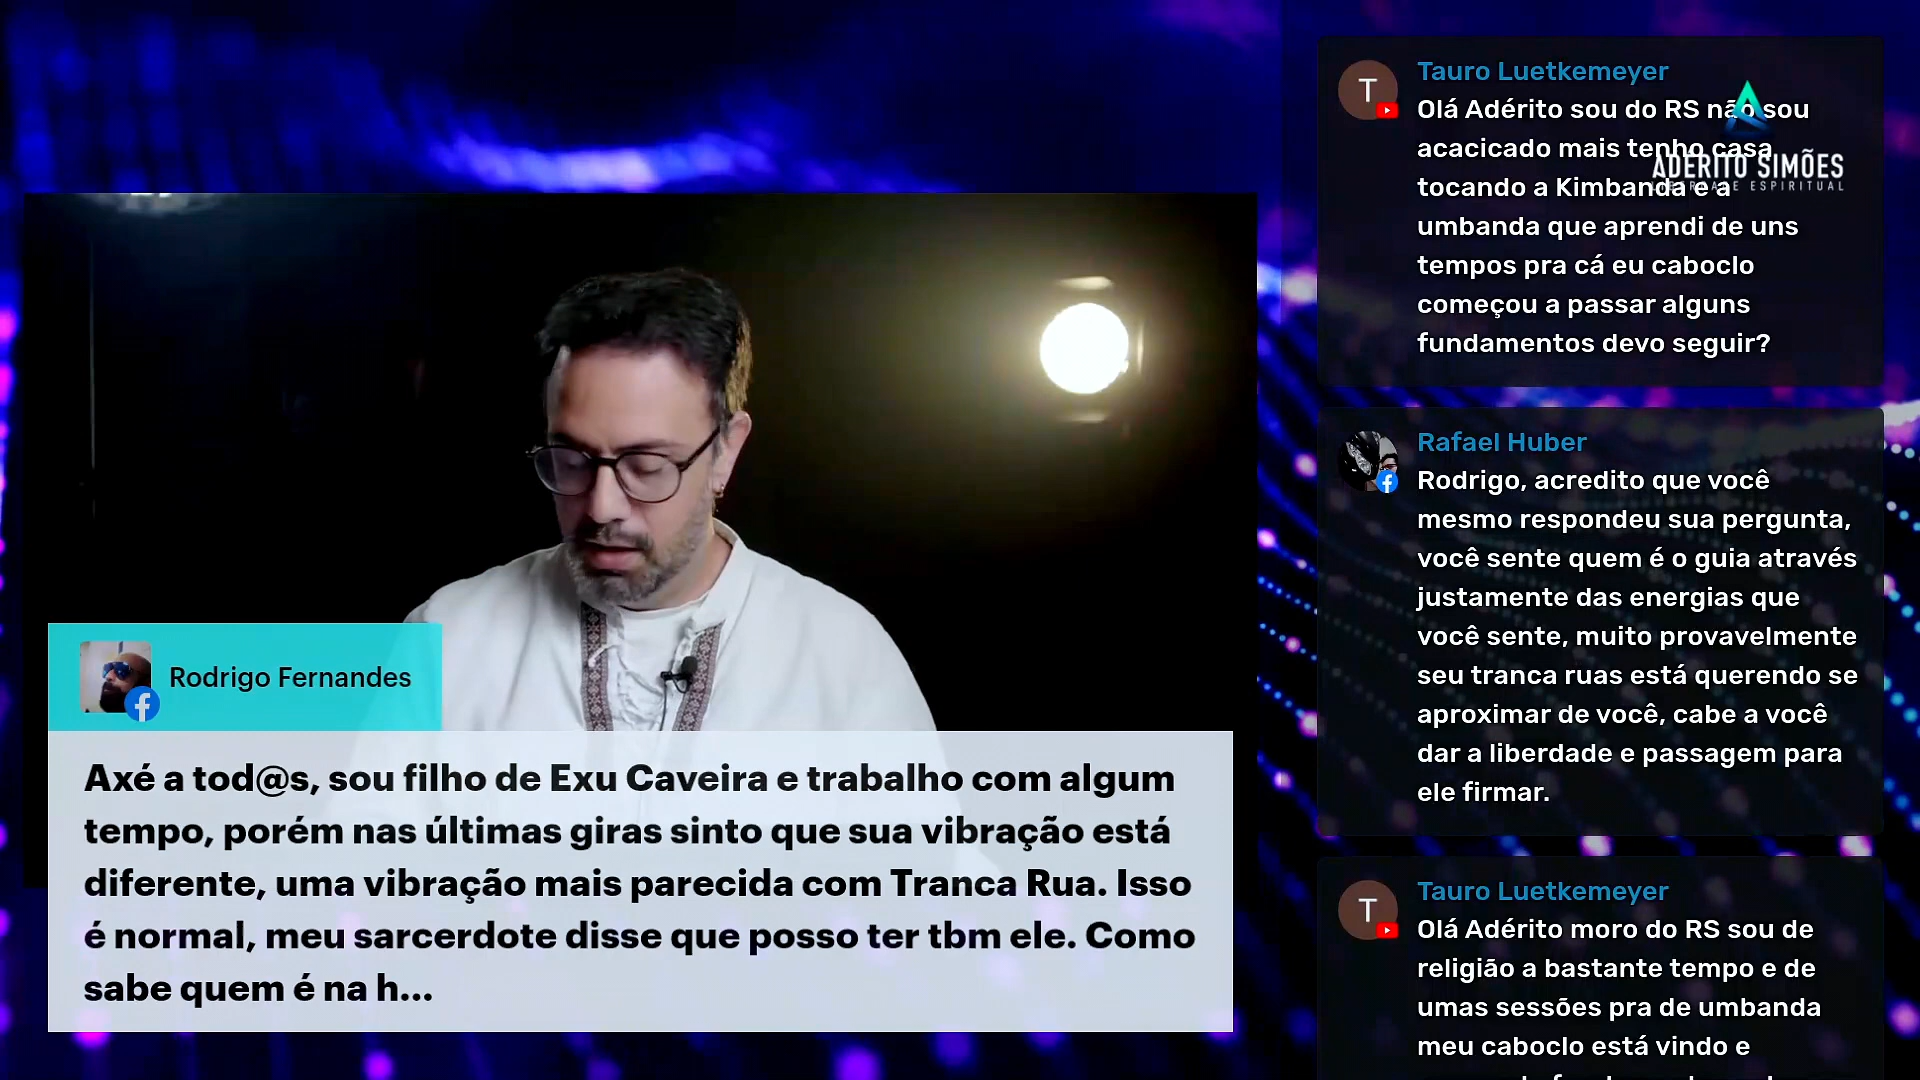 Tauro Luetkemeyer
Olá Adérito sou do RS não sou
acacicado mais tenho casa
tocando a Kimbanda e a
umbanda que aprendi de uns
tempos pra cá eu caboclo
começou a passar alguns
fundamentos devo seguir?
ADERITO SIMÕES
LIBERDADE ESPIRITUAL
Rafael Huber
Rodrigo, acredito que você
mesmo respondeu sua pergunta,
você sente quem é o guia através
justamente das energias que
você sente, muito provavelmente
seu tranca ruas está querendo se
aproximar de você, cabe a você
dar a liberdade e passagem para
ele firmar.
Tauro Luetkemeyer
Olá Adérito moro do RS sou de
religião a bastante tempo e de
umas sessões pra de umbanda
meu caboclo está vindo e
Rodrigo Fernandes
Axé a tod@s, sou filho de Exu Caveira e trabalho com algum
tempo, porém nas últimas giras sinto que sua vibração está
diferente, uma vibração mais parecida com Tranca Rua. Isso
é normal, meu sarcerdote disse que posso ter tbm ele. Como
sabe quem é na h...